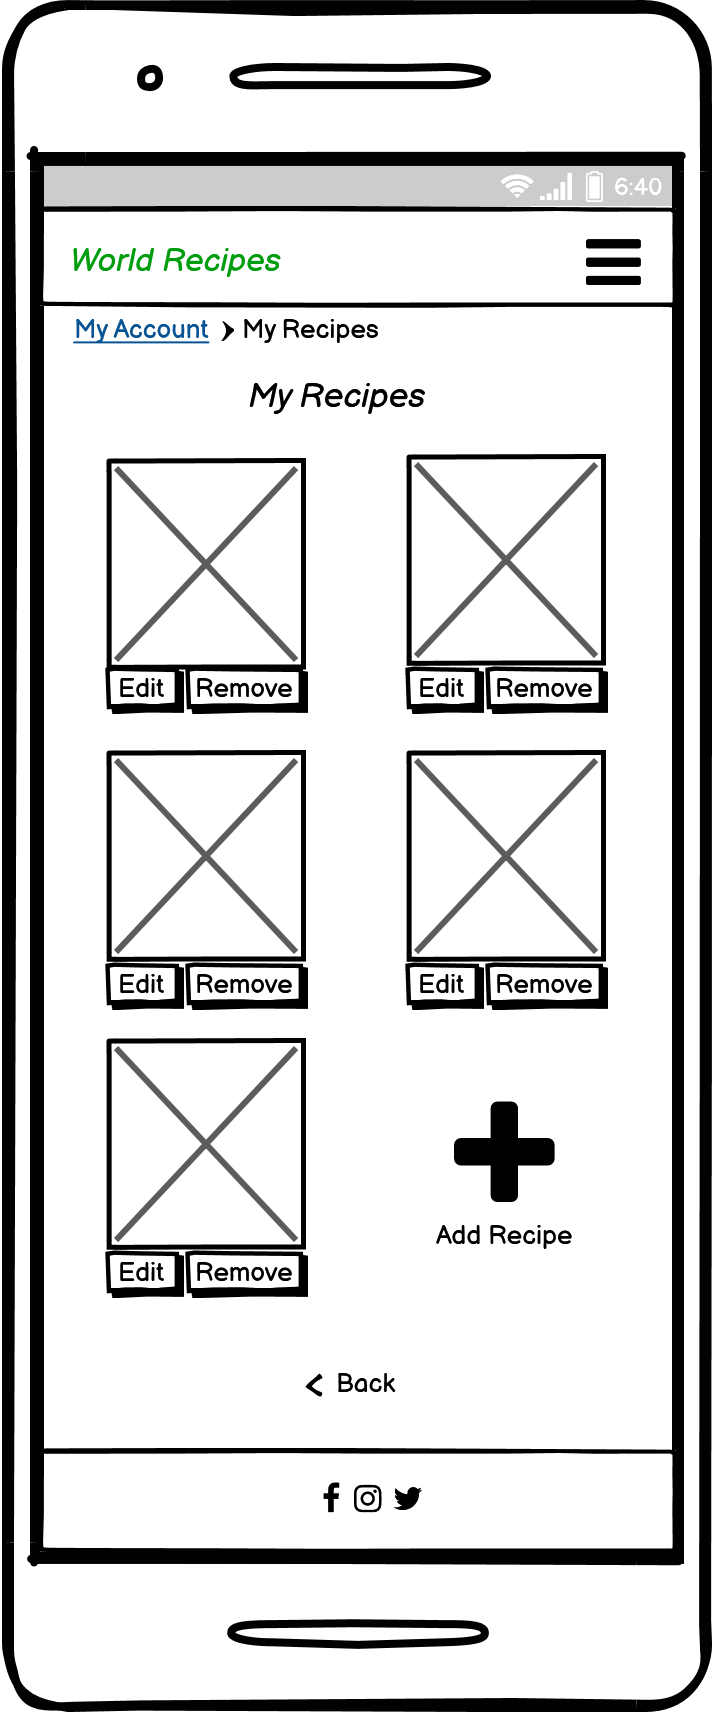 6:40
World Recipes
My Account > My Recipes
My Recipes
Edit Remove Edit Remove
Edit Remove Edit Remove
Add Recipe
Edit Remove
< Back